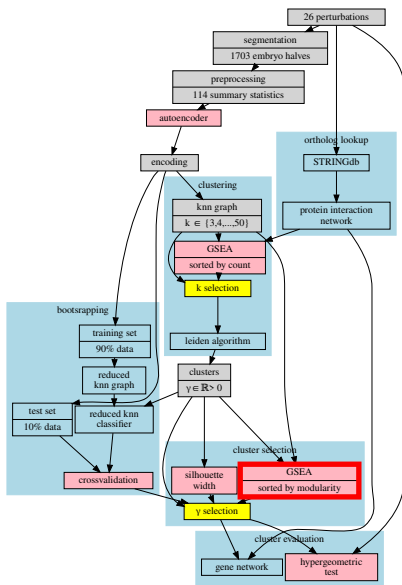 26 perturbations
segmentation
1703 embryo halves
preprocessing
114 summary statistics
autoencoder
ortholog lookup
encoding
STRINGdb
clustering
knn graph
k ∈ {3,4,...,50}
protein interaction
network
GSEA
sorted by count
k selection
bootsrapping
training set
90% data
leiden algorithm
reduced
knn graph
clusters
γ ∈ ℝ > 0
test set
10% data
reduced knn
classifier
cluster selection
crossvalidation
silhouette
width
GSEA
sorted by modularity
γ selection
cluster evaluation
gene network
hypergeometric
test